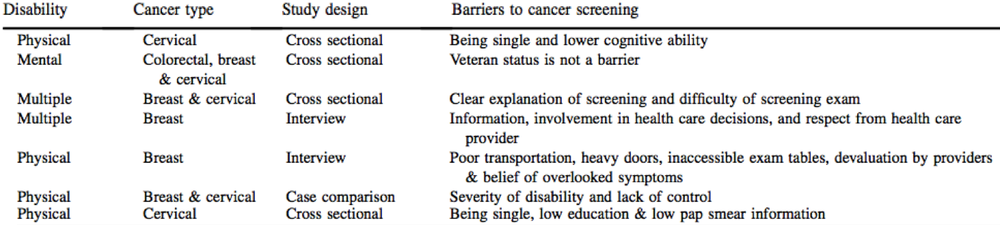 Disability Cancer type Study design Barriers to cancer screening
Physical Cervical Cross sectional Being single and lower cognitive ability
Mental Colorectal, breast Cross sectional Veteran status is not a barrier
& cervical
Multiple Breast & cervical Cross sectional Clear explanation of screening and difficulty of screening exam
Multiple Breast Interview Information, involvement in health care decisions, and respect from health care
provider
Physical Breast Interview Poor transportation, heavy doors, inaccessible exam tables, devaluation by providers
& belief of overlooked symptoms
Physical Breast & cervical Case comparison Severity of disability and lack of control
Physical Cervical Cross sectional Being single, low education & low pap smear information